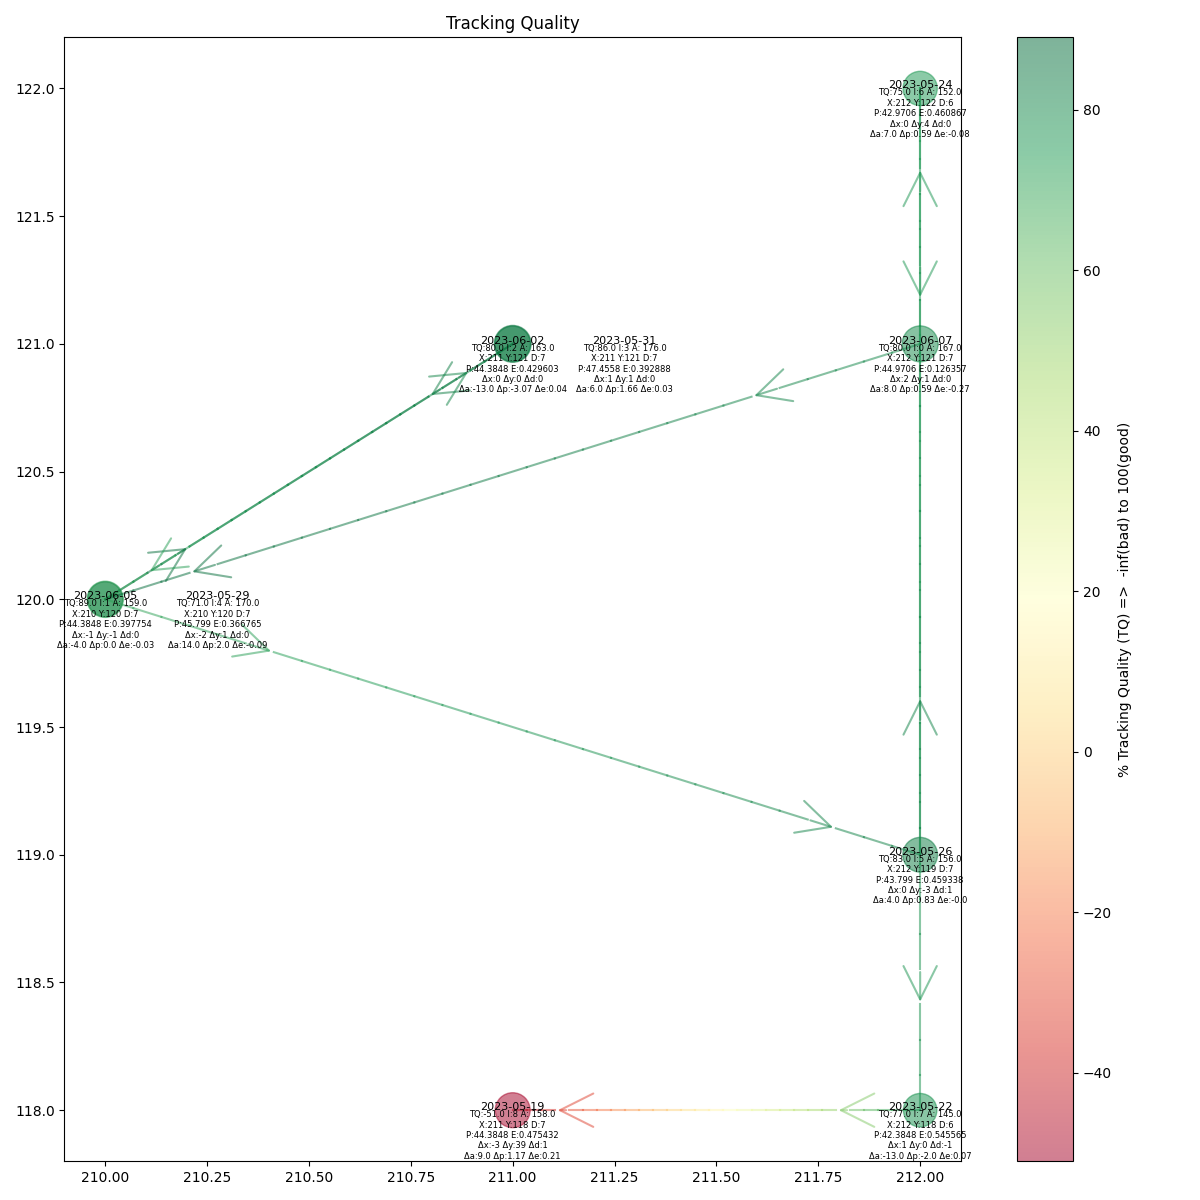 Tracking Quality
122.0
121.5
121.0
120.5
120.0
119.5
119.0
118.5
118.0
2023-05-24
TQ:75.0 I:6 A: 152.0
X:212 Y:122 D:6
P:42.9706 E:0.460867
Δx:0 Δy:4 Δd:0
Δa:7.0 Δp:0.59 Δe:-0.08
2023-06-02
TQ:80.0 I:2 A: 163.0
X:211 Y:121 D:7
P:44.3848 E:0.429603
Δx:0 Δy:0 Δd:0
Δa:-13.0 Δp:-3.07 Δe:0.04
2023-05-31
TQ:86.0 I:3 A: 176.0
X:211 Y:121 D:7
P:47.4558 E:0.392888
Δx:1 Δy:1 Δd:0
Δa:6.0 Δp:1.66 Δe:0.03
2023-06-07
TQ:80.0 I:0 A: 167.0
X:212 Y:121 D:7
P:44.9706 E:0.126357
Δx:2 Δy:1 Δd:0
Δa:8.0 Δp:0.59 Δe:-0.27
2023-06-05
TQ:89.0 I:1 A: 159.0
X:210 Y:120 D:7
P:44.3848 E:0.397754
Δx:-1 Δy:-1 Δd:0
Δa:-4.0 Δp:0.0 Δe:-0.03
2023-05-29
TQ:71.0 I:4 A: 170.0
X:210 Y:120 D:7
P:45.799 E:0.366765
Δx:-2 Δy:1 Δd:0
Δa:14.0 Δp:2.0 Δe:-0.09
2023-05-26
TQ:83.0 I:5 A: 156.0
X:212 Y:119 D:7
P:43.799 E:0.459338
Δx:0 Δy:-3 Δd:1
Δa:4.0 Δp:0.83 Δe:-0.0
2023-05-19
TQ:-51.0 I:8 A: 158.0
X:211 Y:118 D:7
P:44.3848 E:0.475432
Δx:-3 Δy:39 Δd:1
Δa:9.0 Δp:1.17 Δe:0.21
2023-05-22
TQ:77.0 I:7 A: 145.0
X:212 Y:118 D:6
P:42.3848 E:0.545565
Δx:1 Δy:0 Δd:-1
Δa:-13.0 Δp:-2.0 Δe:0.07
210.00 210.25 210.50 210.75 211.00 211.25 211.50 211.75 212.00
80
60
40
20
0
−20
−40
% Tracking Quality (TQ) => -inf(bad) to 100(good)